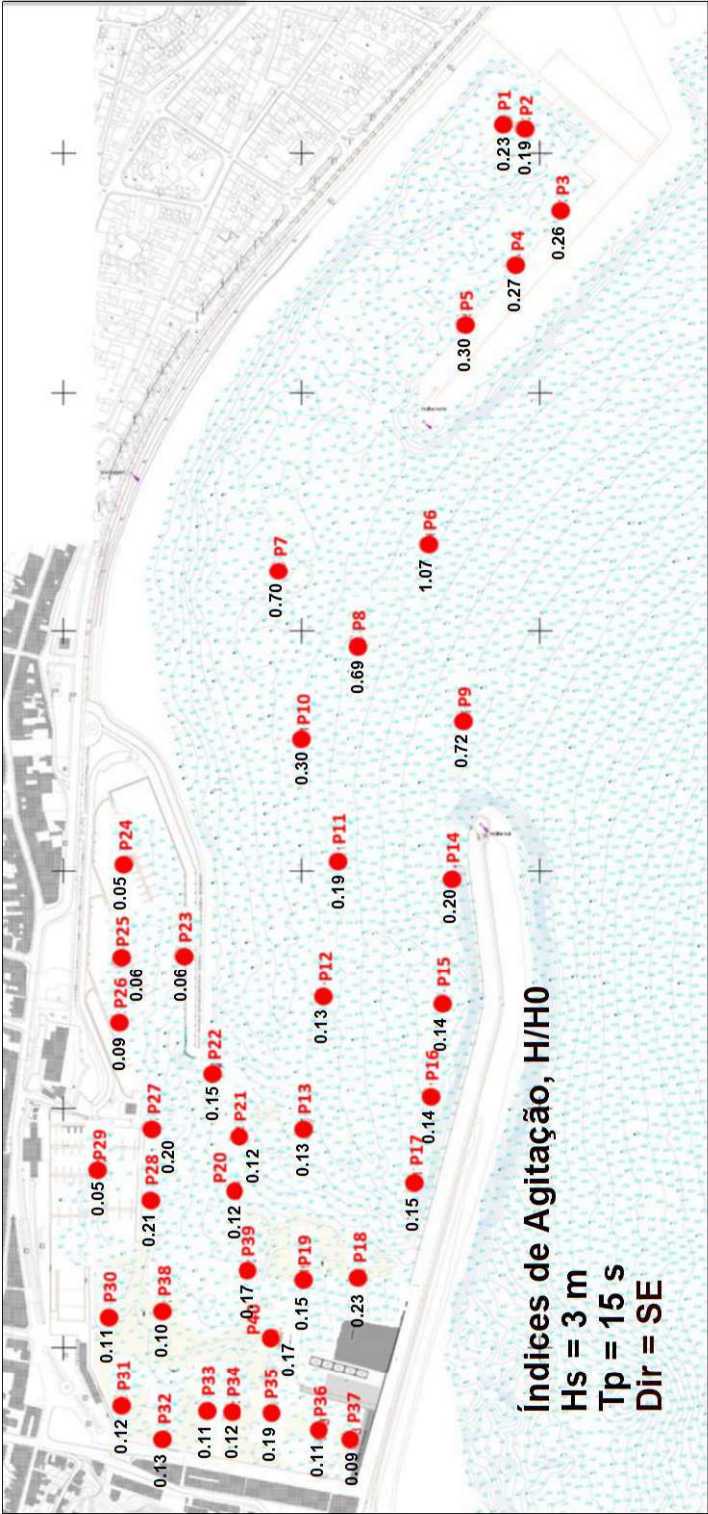 P1
0.23
P2
0.19
P3
0.26
P4
0.27
P5
0.30
P6
1.07
P7
0.70
P8
0.69
P9
0.72
P10
0.30
P11
0.19
P12
0.13
P13
0.13
P14
0.20
P15
0.14
P16
0.14
P17
0.15
P18
0.23
P19
0.15
P20
0.12
P21
0.12
P22
0.15
P23
0.06
P24
0.05
P25
0.06
P26
0.09
P27
0.20
P28
0.21
P29
0.05
P30
0.11
P31
0.12
P32
0.13
P33
0.11
P34
0.12
P35
0.19
P36
0.11
P37
0.09
P38
0.10
P39
0.17
P40
0.17
Índices de Agitação, H/H0
Hs = 3 m
Tp = 15 s
Dir = SE